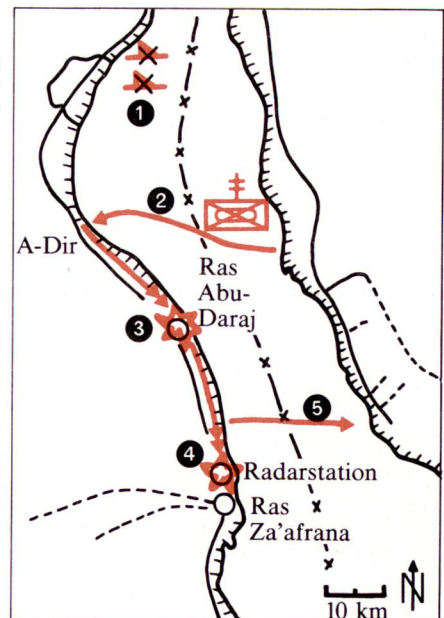 1
2
A-Dir
Ras
Abu-
Daraj
3
5
4
Radarstation
Ras
Za'afrana
10 km
N